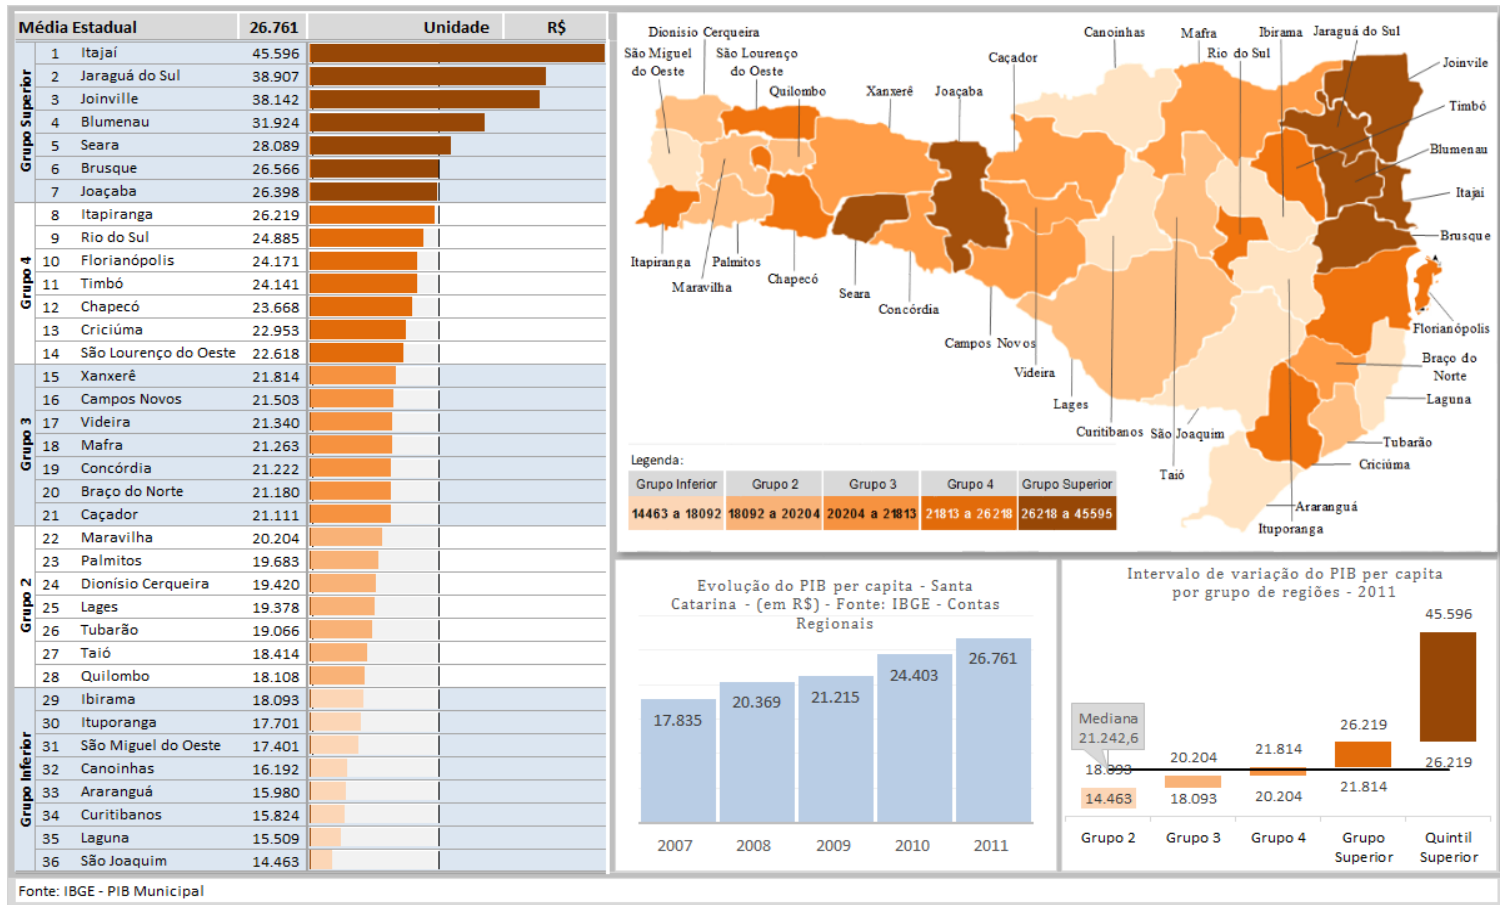 Média Estadual 26.761 Unidade R$
Grupo Superior
1 Itajaí 45.596
2 Jaraguá do Sul 38.907
3 Joinville 38.142
4 Blumenau 31.924
5 Seara 28.089
6 Brusque 26.566
7 Joaçaba 26.398
Grupo 4
8 Itapiranga 26.219
9 Rio do Sul 24.885
10 Florianópolis 24.171
11 Timbó 24.141
12 Chapecó 23.668
13 Criciúma 22.953
14 São Lourenço do Oeste 22.618
Grupo 3
15 Xanxerê 21.814
16 Campos Novos 21.503
17 Videira 21.340
18 Mafra 21.263
19 Concórdia 21.222
20 Braço do Norte 21.180
21 Caçador 21.111
Grupo 2
22 Maravilha 20.204
23 Palmitos 19.683
24 Dionísio Cerqueira 19.420
25 Lages 19.378
26 Tubarão 19.066
27 Taió 18.414
28 Quilombo 18.108
Grupo Inferior
29 Ibirama 18.093
30 Ituporanga 17.701
31 São Miguel do Oeste 17.401
32 Canoinhas 16.192
33 Araranguá 15.980
34 Curitibanos 15.824
35 Laguna 15.509
36 São Joaquim 14.463
Fonte: IBGE - PIB Municipal
Dionísio Cerqueira
São Miguel
do Oeste
São Lourenço
do Oeste
Quilombo
Xanxerê
Joaçaba
Caçador
Canoinhas
Mafra
Rio do Sul
Ibirama
Jaraguá do Sul
Joinvile
Timbó
Blumenau
Itajai
Brusque
Florianópolis
Braço do
Norte
Laguna
Tubarão
Criciúma
Araranguá
Ituporanga
Taió
São Joaquim
Curitibanos
Lages
Videira
Campos Novos
Concórdia
Seara
Chapecó
Palmitos
Maravilha
Itapiranga
Legenda:
Grupo Inferior Grupo 2 Grupo 3 Grupo 4 Grupo Superior
14463 a 18092 18092 a 20204 20204 a 21813 21813 a 26218 26218 a 45595
Evolução do PIB per capita - Santa
Catarina - (em R$) - Fonte: IBGE - Contas
Regionais
17.835 20.369 21.215 24.403 26.761
2007 2008 2009 2010 2011
Intervalo de variação do PIB per capita
por grupo de regiões - 2011
45.596
Mediana
21.242,6
18.093 20.204 21.814 26.219
14.463 18.093 20.204 21.814 26.219
Grupo 2 Grupo 3 Grupo 4 Grupo Quintil
Superior Superior